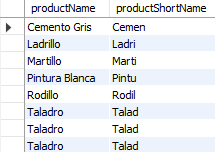 productName productShortName
Cemento Gris Cemen
Ladrillo Ladri
Martillo Marti
Pintura Blanca Pintu
Rodillo Rodil
Taladro Talad
Taladro Talad
Taladro Talad